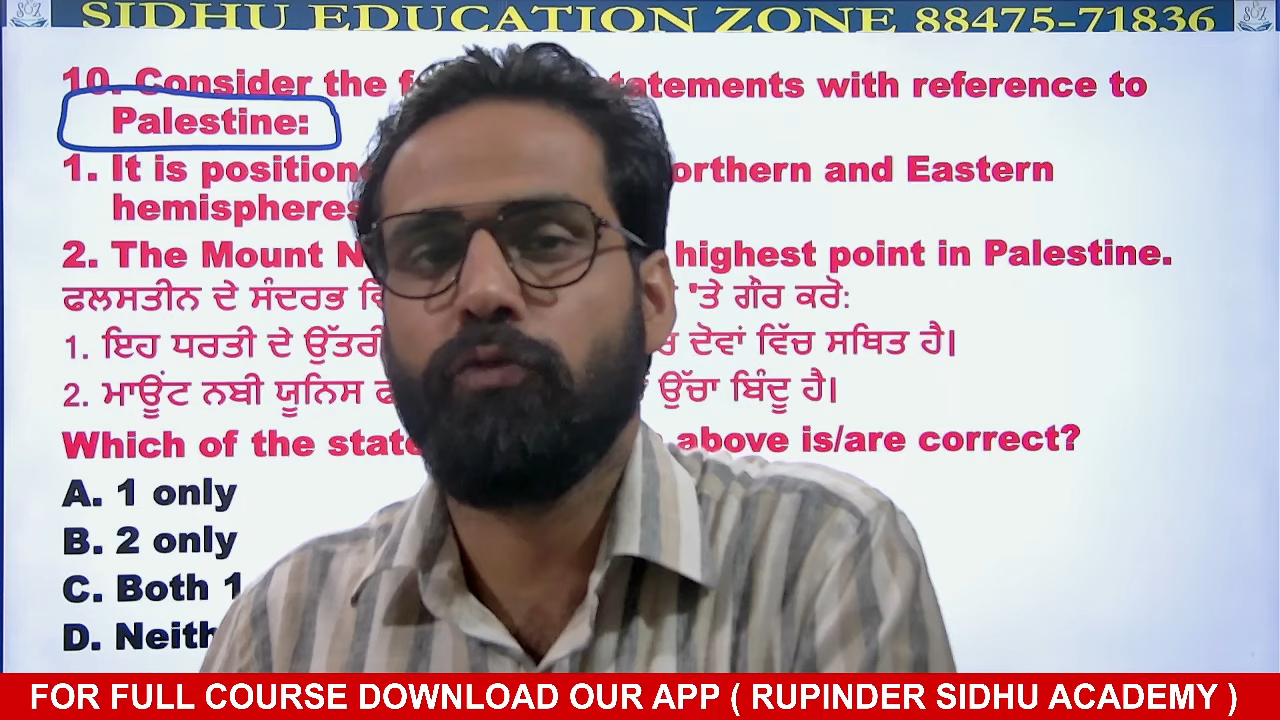 SIDHU EDUCATION ZONE 88475-71836
10. Consider the tatements with reference to
Palestine:
1. It is position orthern and Eastern
hemispheres
2. The Mount N highest point in Palestine.
ਫਲਸਤੀਨ ਦੇ ਸੰਦਰਭ 'ਤੇ ਗੌਰ ਕਰੋ:
1. ਇਹ ਧਰਤੀ ਦੇ ਉੱਤਰੀ ਦੋਵਾਂ ਵਿੱਚ ਸਥਿਤ ਹੈ।
2. ਮਾਊਂਟ ਨਬੀ ਯੂਨਿਸ ਉੱਚਾ ਬਿੰਦੂ ਹੈ।
Which of the state above is/are correct?
A. 1 only
B. 2 only
C. Both 1
D. Neith
FOR FULL COURSE DOWNLOAD OUR APP ( RUPINDER SIDHU ACADEMY )